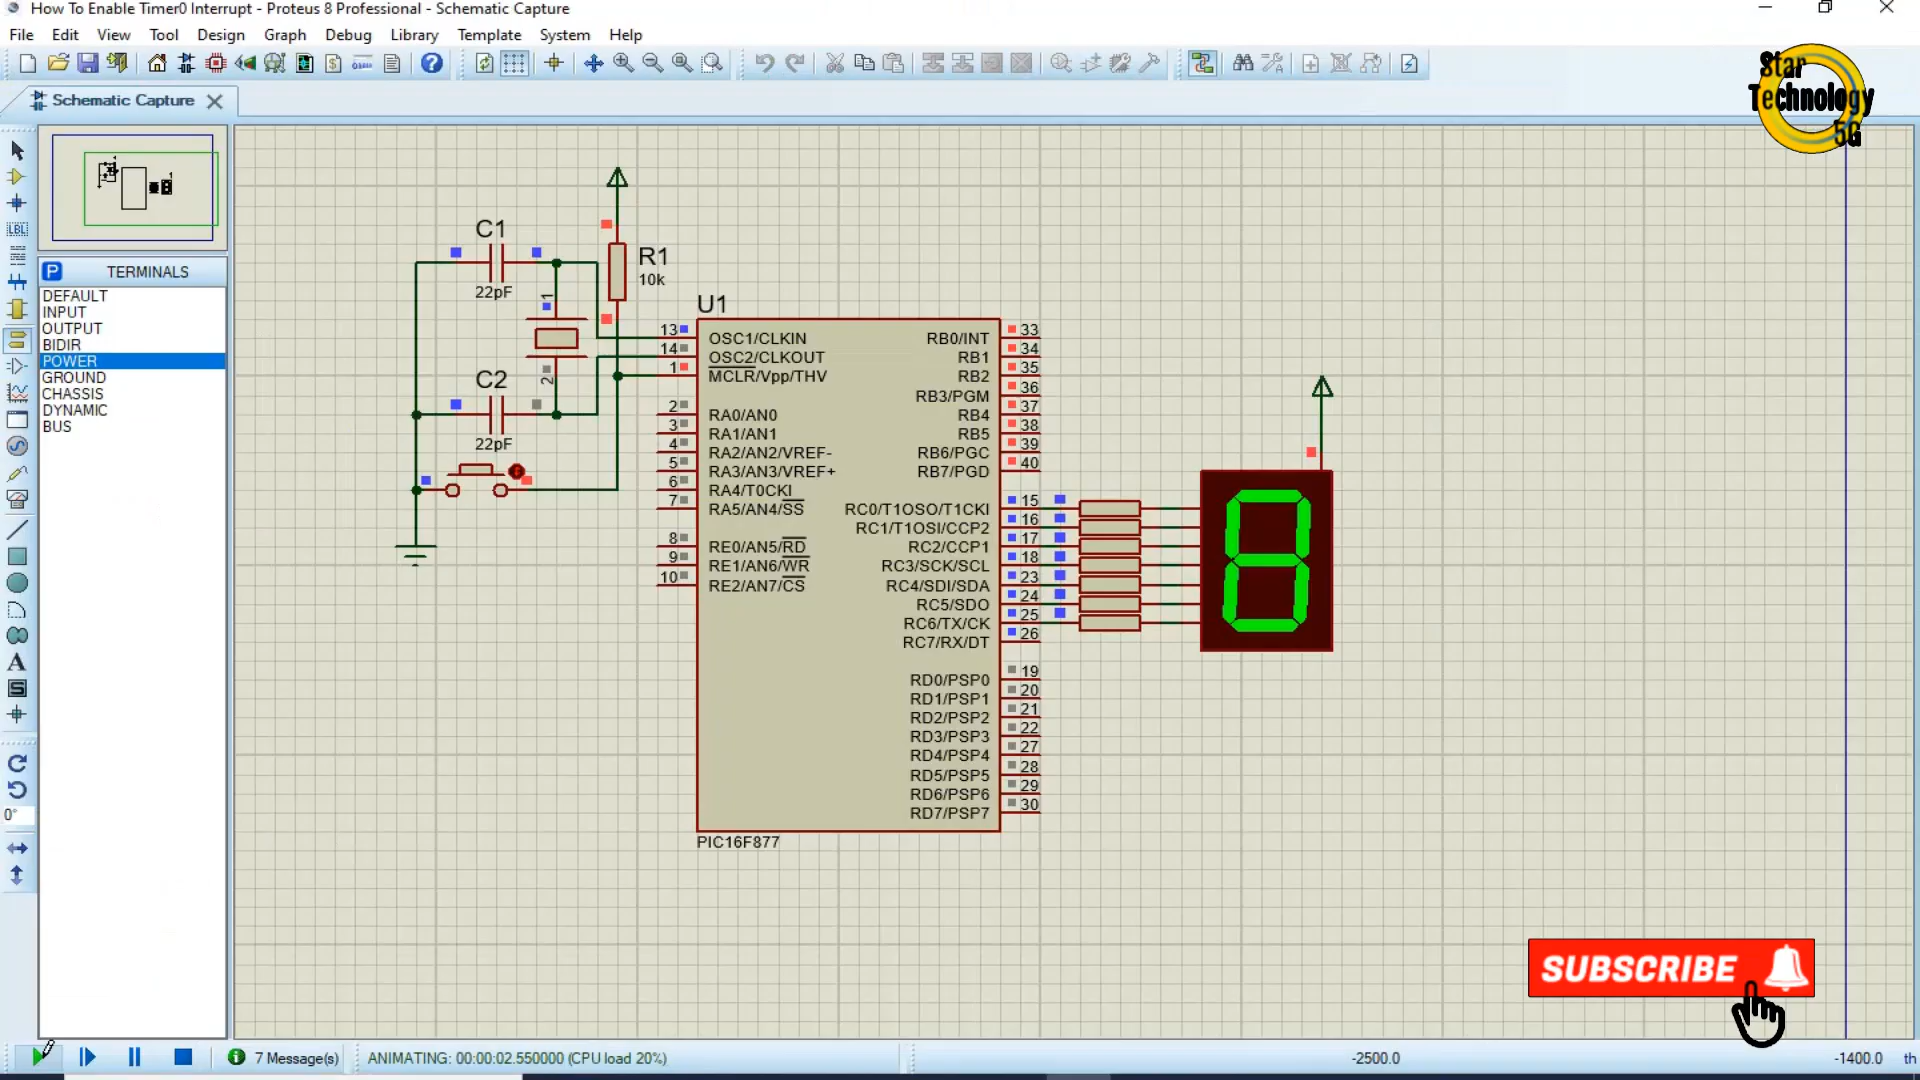 How To Enable Timer0 Interrupt - Proteus 8 Professional - Schematic Capture
File Edit View Tool Design Graph Debug Library Template System Help
Schematic Capture
Star
Technology
5G
P TERMINALS
DEFAULT
INPUT
OUTPUT
BIDIR
POWER
GROUND
CHASSIS
DYNAMIC
BUS
LBL
A
S
0°
C1
22pF
R1
10k
1
2
C2
22pF
U1
13 OSC1/CLKIN
14 OSC2/CLKOUT
1 MCLR/Vpp/THV
2 RA0/AN0
3 RA1/AN1
4 RA2/AN2/VREF-
5 RA3/AN3/VREF+
6 RA4/T0CKI
7 RA5/AN4/SS
8 RE0/AN5/RD
9 RE1/AN6/WR
10 RE2/AN7/CS
RB0/INT 33
RB1 34
RB2 35
RB3/PGM 36
RB4 37
RB5 38
RB6/PGC 39
RB7/PGD 40
RC0/T1OSO/T1CKI 15
RC1/T1OSI/CCP2 16
RC2/CCP1 17
RC3/SCK/SCL 18
RC4/SDI/SDA 23
RC5/SDO 24
RC6/TX/CK 25
RC7/RX/DT 26
RD0/PSP0 19
RD1/PSP1 20
RD2/PSP2 21
RD3/PSP3 22
RD4/PSP4 27
RD5/PSP5 28
RD6/PSP6 29
RD7/PSP7 30
PIC16F877
8
SUBSCRIBE
7 Message(s) ANIMATING: 00:00:02.550000 (CPU load 20%) -2500.0 -1400.0 th